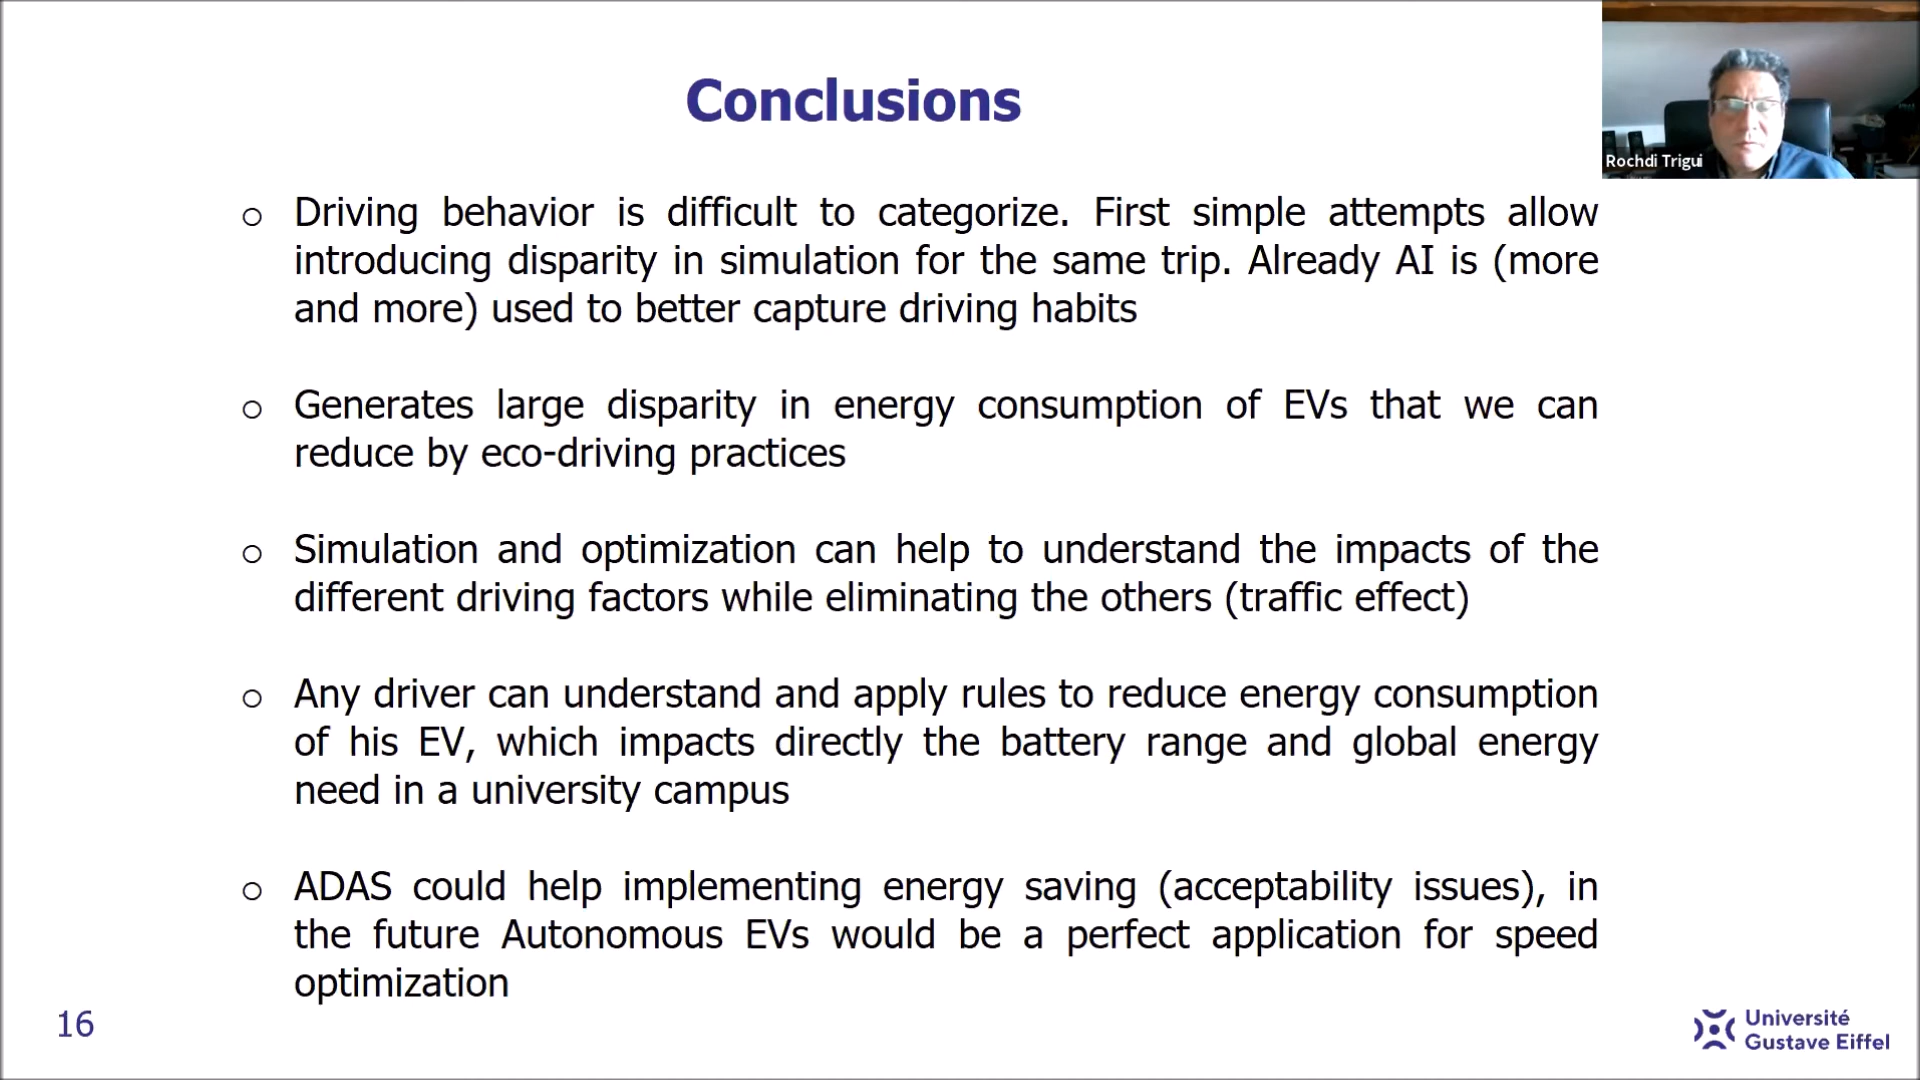 Conclusions
Rochdi Trigui
o Driving behavior is difficult to categorize. First simple attempts allow
introducing disparity in simulation for the same trip. Already AI is (more
and more) used to better capture driving habits
o Generates large disparity in energy consumption of EVs that we can
reduce by eco-driving practices
o Simulation and optimization can help to understand the impacts of the
different driving factors while eliminating the others (traffic effect)
o Any driver can understand and apply rules to reduce energy consumption
of his EV, which impacts directly the battery range and global energy
need in a university campus
o ADAS could help implementing energy saving (acceptability issues), in
the future Autonomous EVs would be a perfect application for speed
optimization
16
Université
Gustave Eiffel